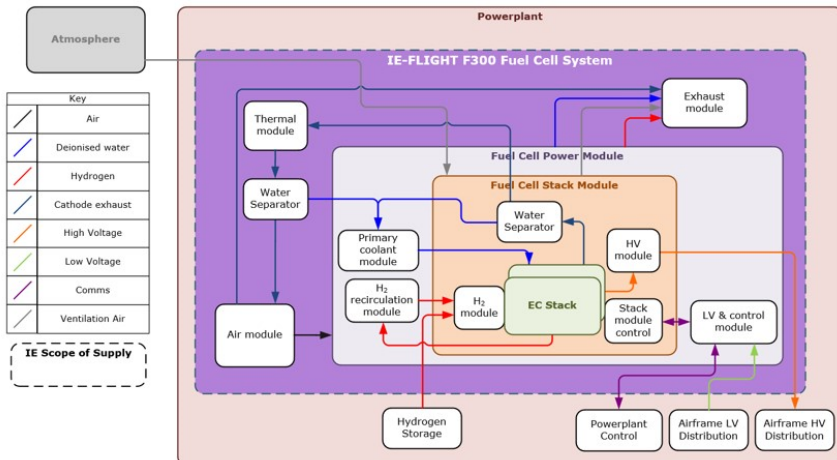 Powerplant
Atmosphere
IE-FLIGHT F300 Fuel Cell System
Key
Air
Deionised water
Hydrogen
Cathode exhaust
High Voltage
Low Voltage
Comms
Ventilation Air
IE Scope of Supply
Exhaust
module
Thermal
module
Fuel Cell Power Module
Fuel Cell Stack Module
Water
Separator
Water
Separator
Primary
coolant
module
HV
module
H₂
recirculation
module
H₂
module
EC Stack
Stack
module
control
LV & control
module
Air module
Hydrogen
Storage
Powerplant
Control
Airframe LV
Distribution
Airframe HV
Distribution